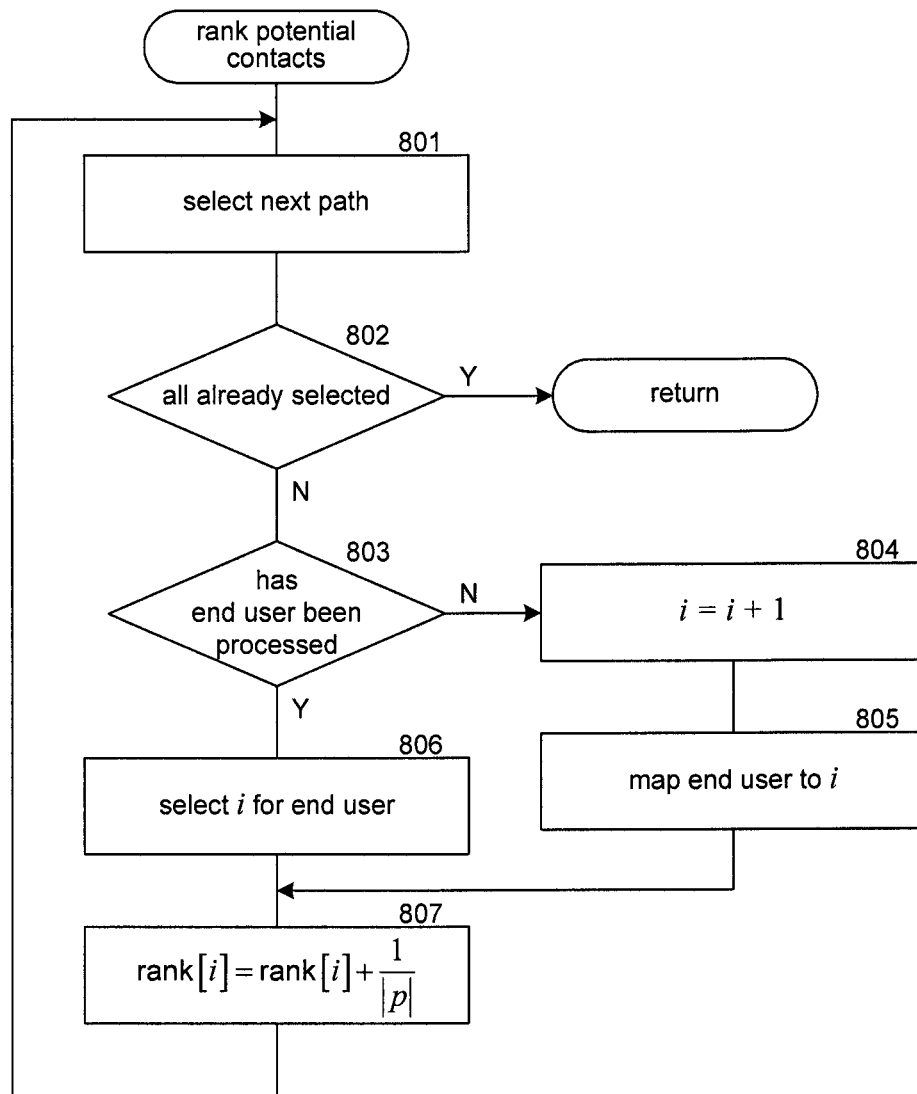 rank potential
contacts
801
select next path
802
all already selected
Y
return
N
803
has
end user been
processed
N
804
i = i + 1
Y
805
map end user to i
806
select i for end user
807
rank[i] = rank[i] + 1/|p|